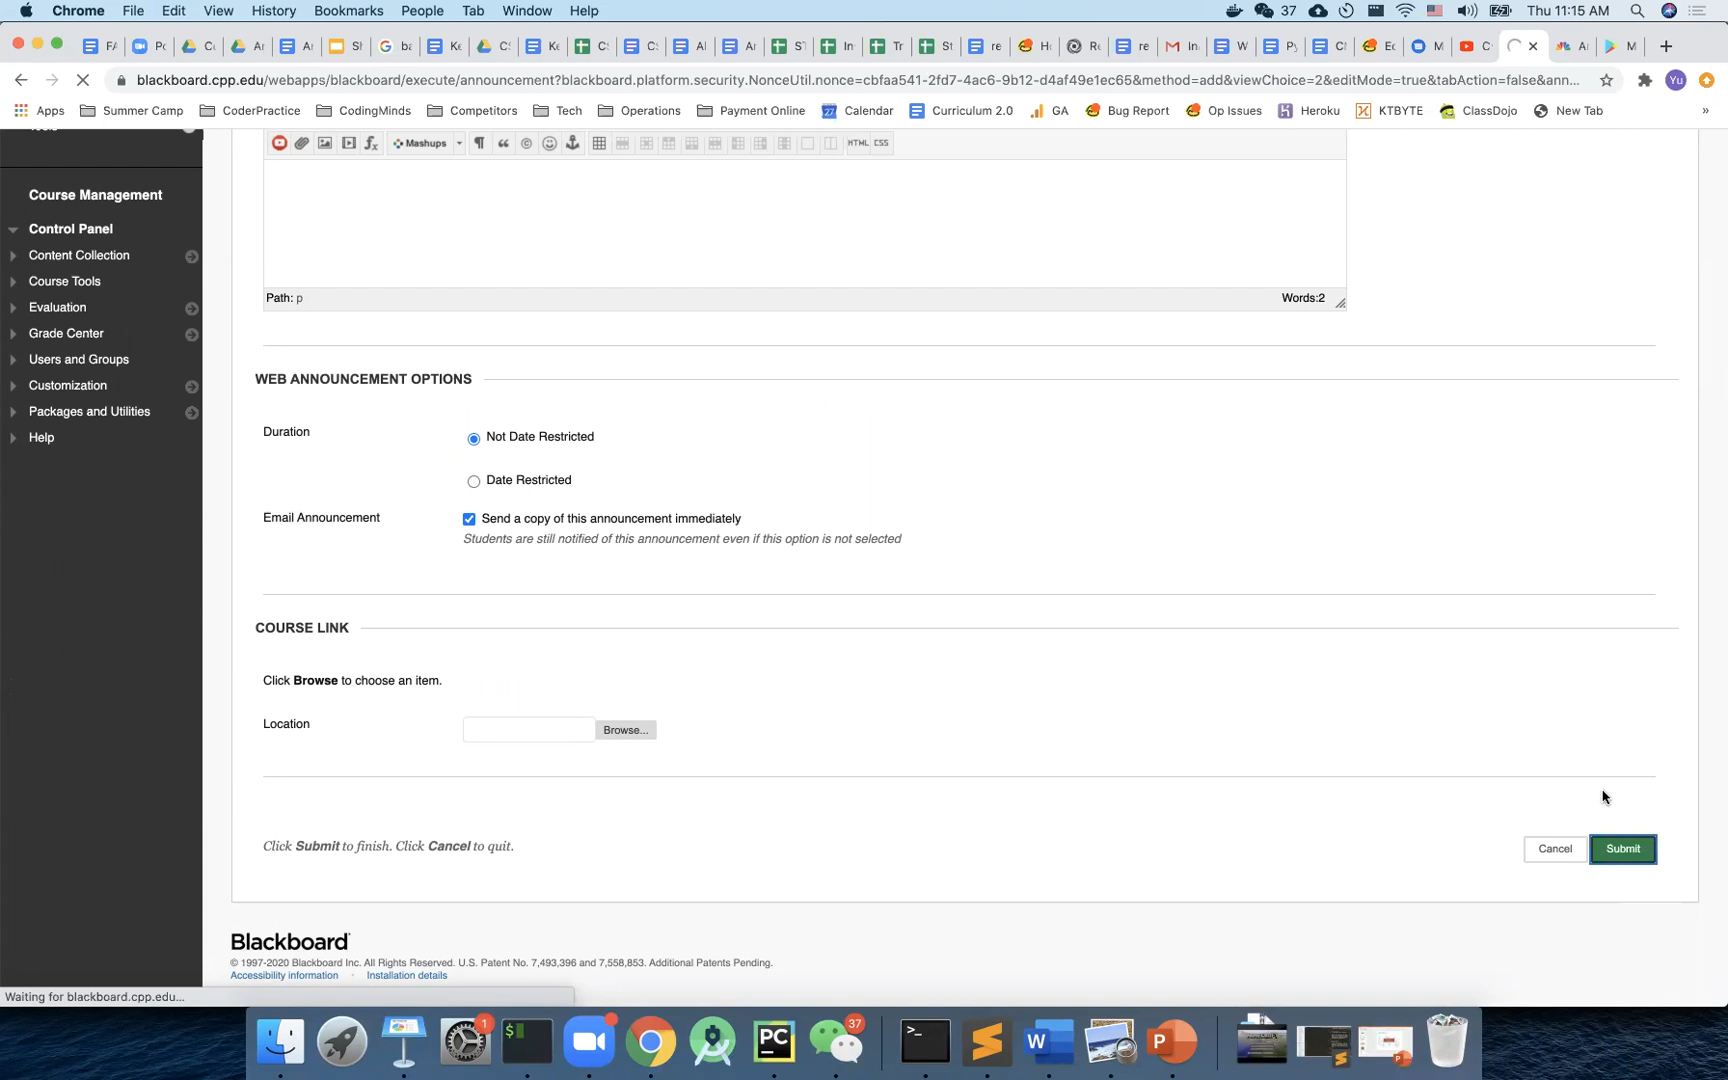 Chrome File Edit View History Bookmarks People Tab Window Help 37 Thu 11:15 AM
blackboard.cpp.edu/webapps/blackboard/execute/announcement?blackboard.platform.security.NonceUtil.nonce=cbfaa541-2fd7-4ac6-9b12-d4af49e1ec65&method=add&viewChoice=2&editMode=true&tabAction=false&ann... Yu
Apps Summer Camp CoderPractice CodingMinds Competitors Tech Operations Payment Online Calendar Curriculum 2.0 GA Bug Report Op Issues Heroku KTBYTE ClassDojo New Tab »
Mashups HTML CSS
Course Management
Control Panel
Content Collection
Course Tools
Evaluation
Grade Center
Users and Groups
Customization
Packages and Utilities
Help
Path: p Words:2
WEB ANNOUNCEMENT OPTIONS
Duration
Not Date Restricted
Date Restricted
Email Announcement
Send a copy of this announcement immediately
Students are still notified of this announcement even if this option is not selected
COURSE LINK
Click Browse to choose an item.
Location
Browse...
Click Submit to finish. Click Cancel to quit.
Cancel Submit
Blackboard
© 1997-2020 Blackboard Inc. All Rights Reserved. U.S. Patent No. 7,493,396 and 7,558,853. Additional Patents Pending.
Accessibility information · Installation details
Waiting for blackboard.cpp.edu...
1
37
PC
W
P